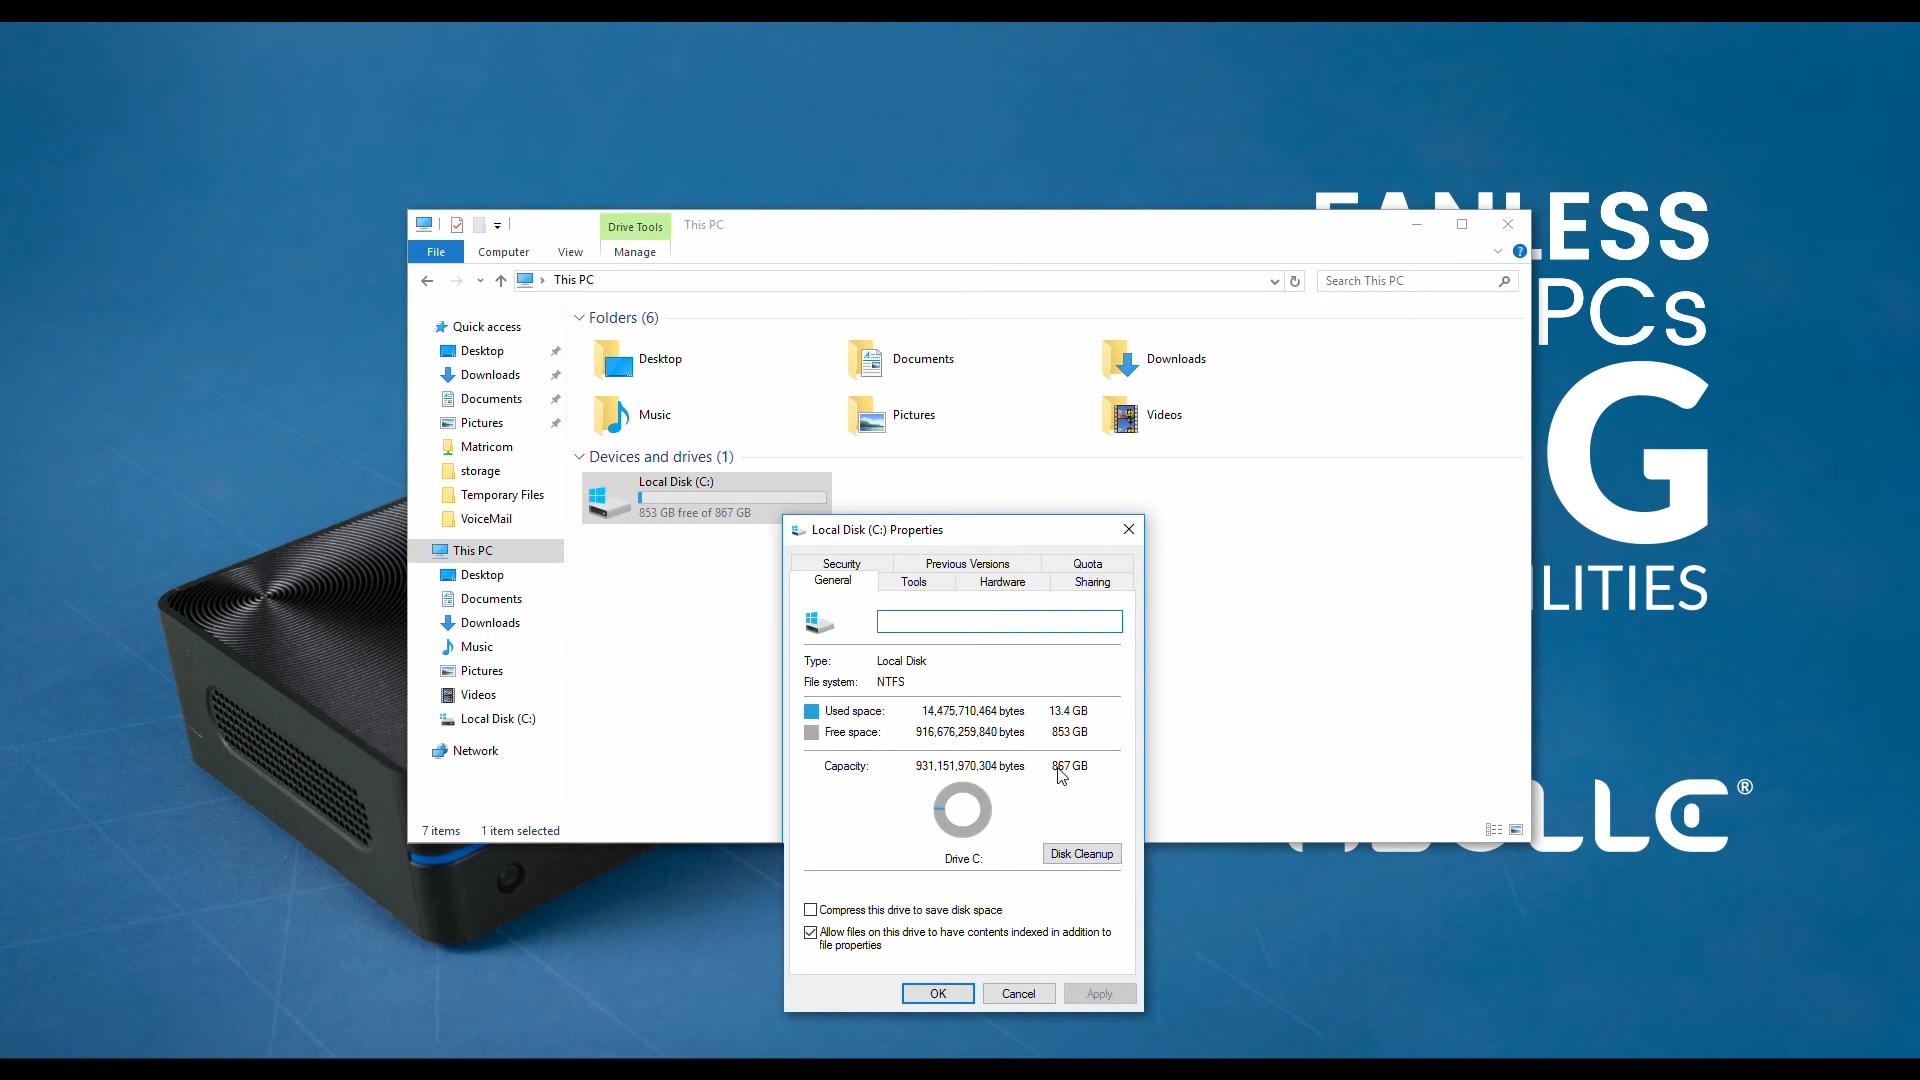 LESS
PCs
G
LITIES
®
Drive Tools
This PC
File
Computer
View
Manage
This PC
Search This PC
Quick access
Desktop
Downloads
Documents
Pictures
Matricom
storage
Temporary Files
VoiceMail
This PC
Desktop
Documents
Downloads
Music
Pictures
Videos
Local Disk (C:)
Network
Folders (6)
Desktop
Documents
Downloads
Music
Pictures
Videos
Devices and drives (1)
Local Disk (C:)
853 GB free of 867 GB
7 items
1 item selected
Local Disk (C:) Properties
Security
Previous Versions
Quota
General
Tools
Hardware
Sharing
Type: Local Disk
File system: NTFS
Used space: 14,475,710,464 bytes 13.4 GB
Free space: 916,676,259,840 bytes 853 GB
Capacity: 931,151,970,304 bytes 867 GB
Drive C:
Disk Cleanup
Compress this drive to save disk space
Allow files on this drive to have contents indexed in addition to
file properties
OK
Cancel
Apply